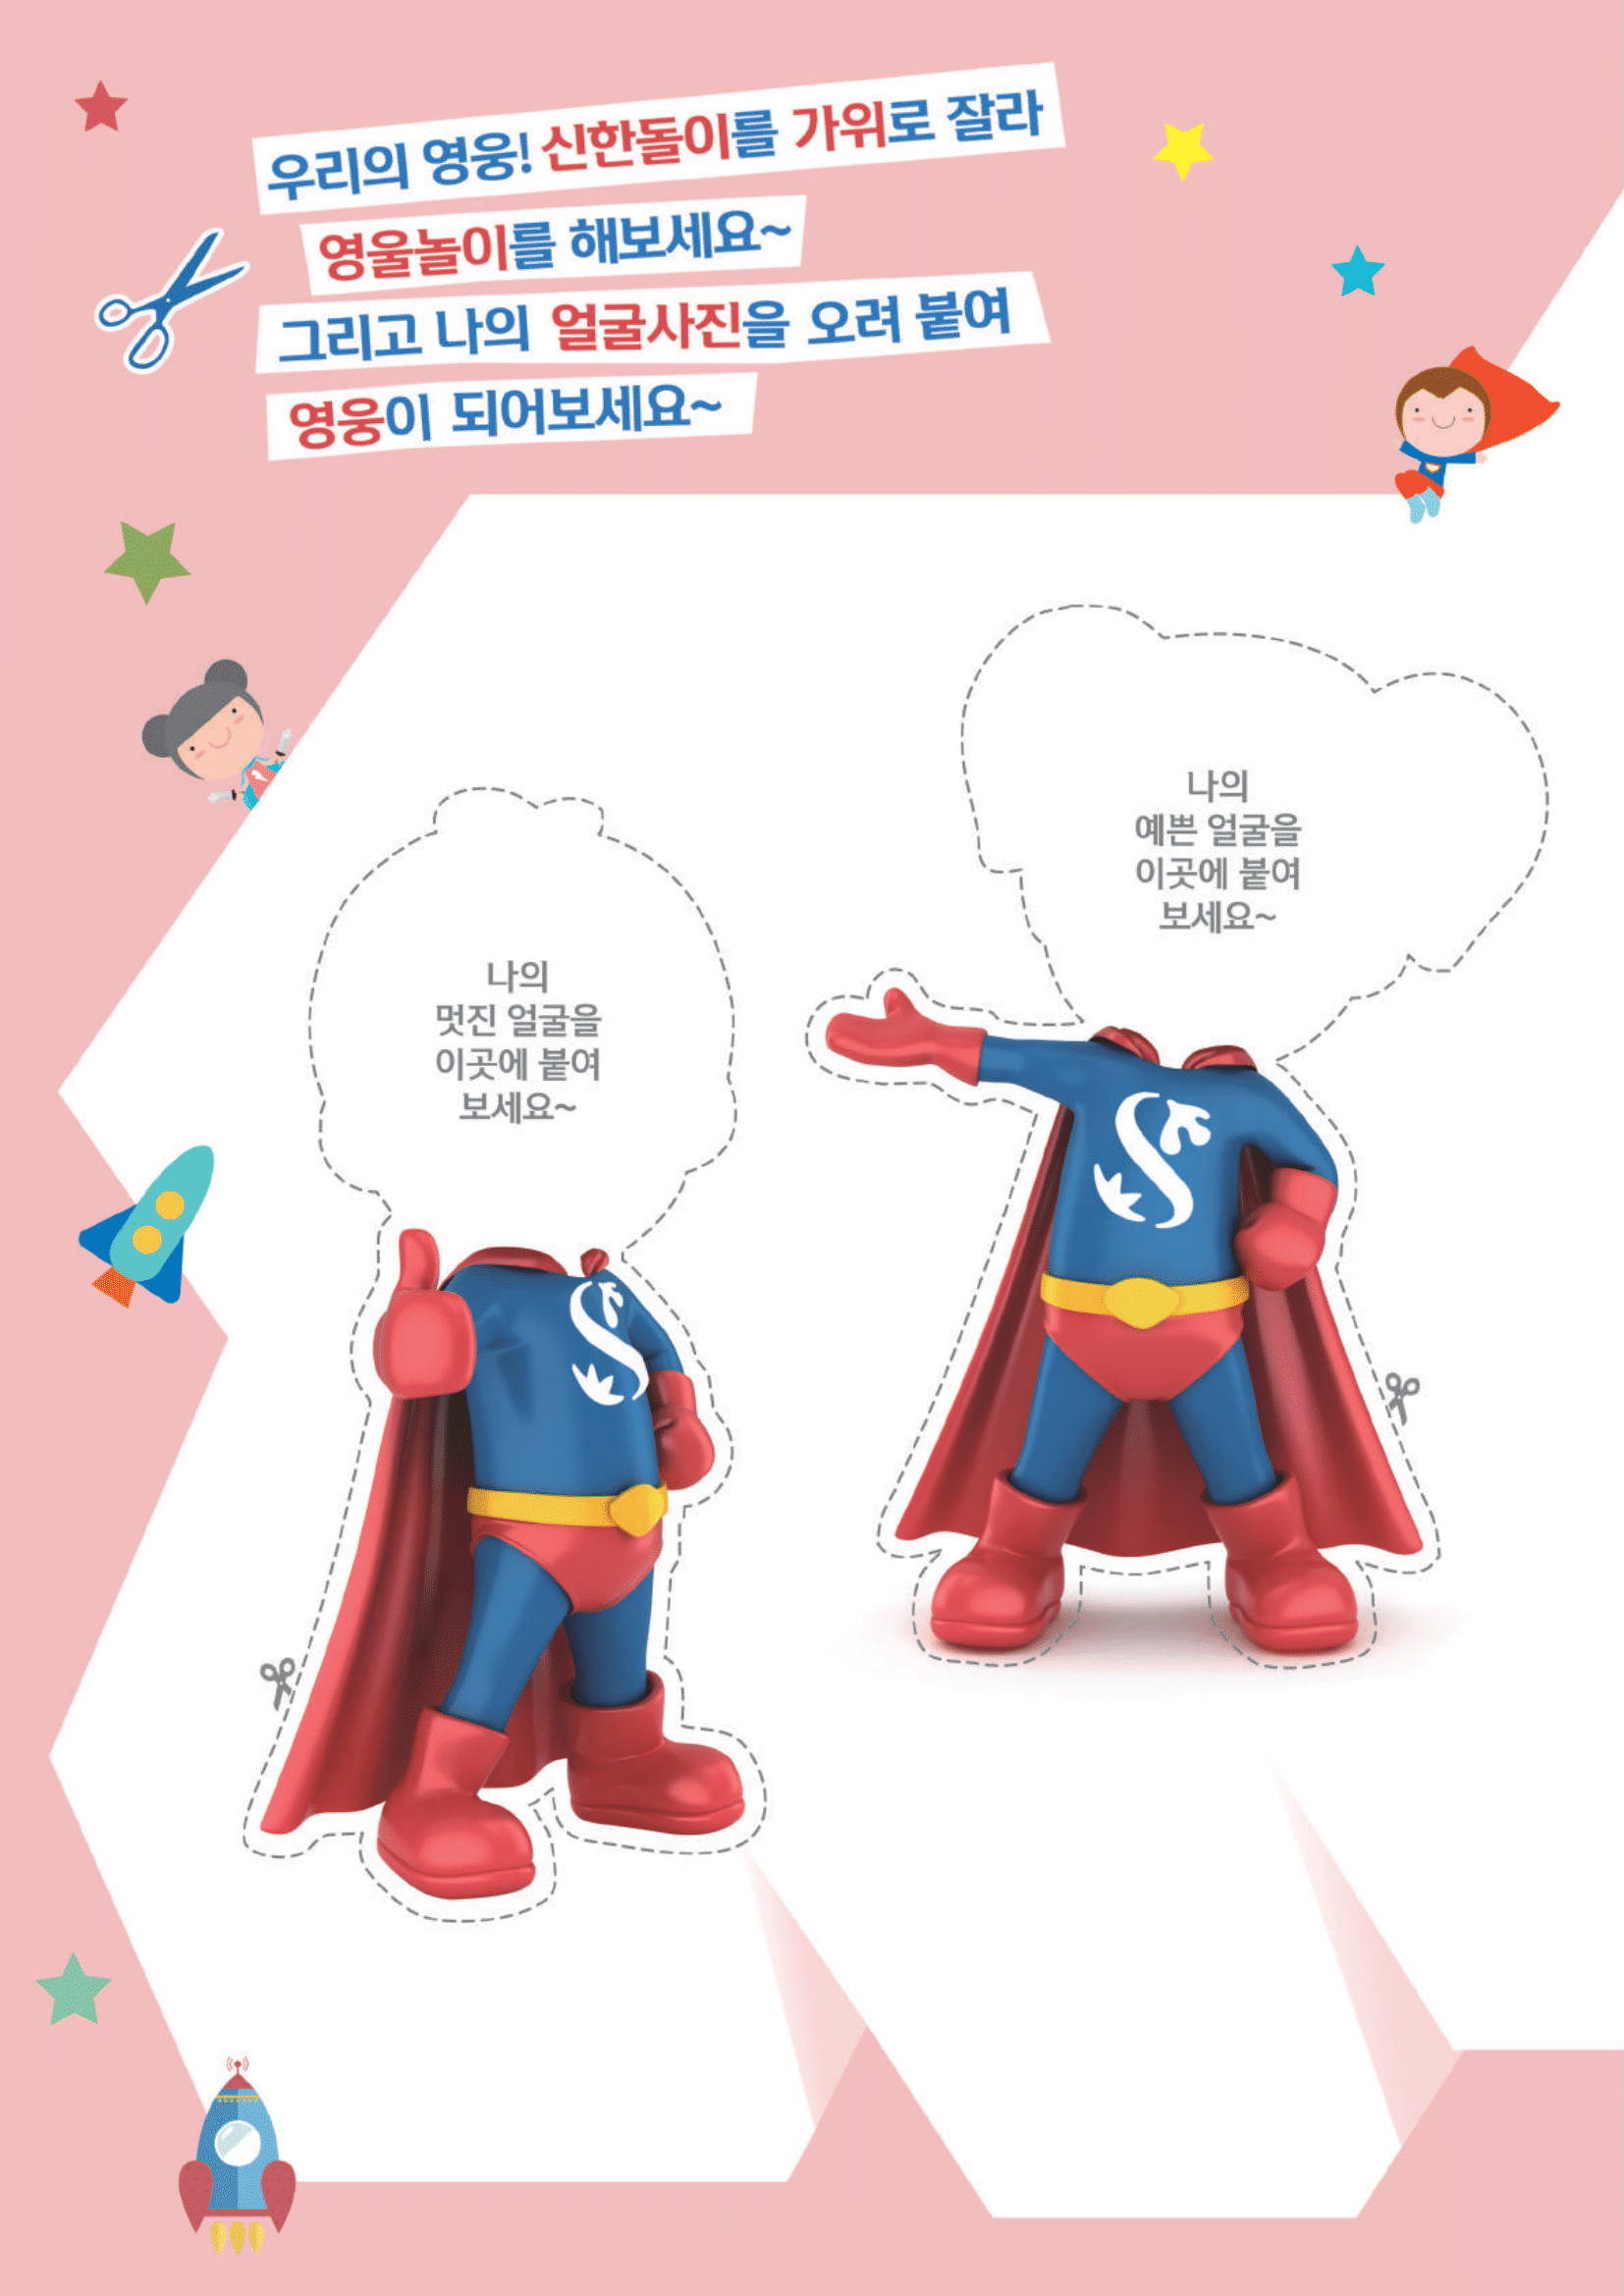 우리의 영웅! 신한돌이를 가위로 잘라
영울놀이를 해보세요~
그리고 나의 얼굴사진을 오려 붙여
영웅이 되어보세요~
나의
예쁜 얼굴을
이곳에 붙여
보세요~
나의
멋진 얼굴을
이곳에 붙여
보세요~